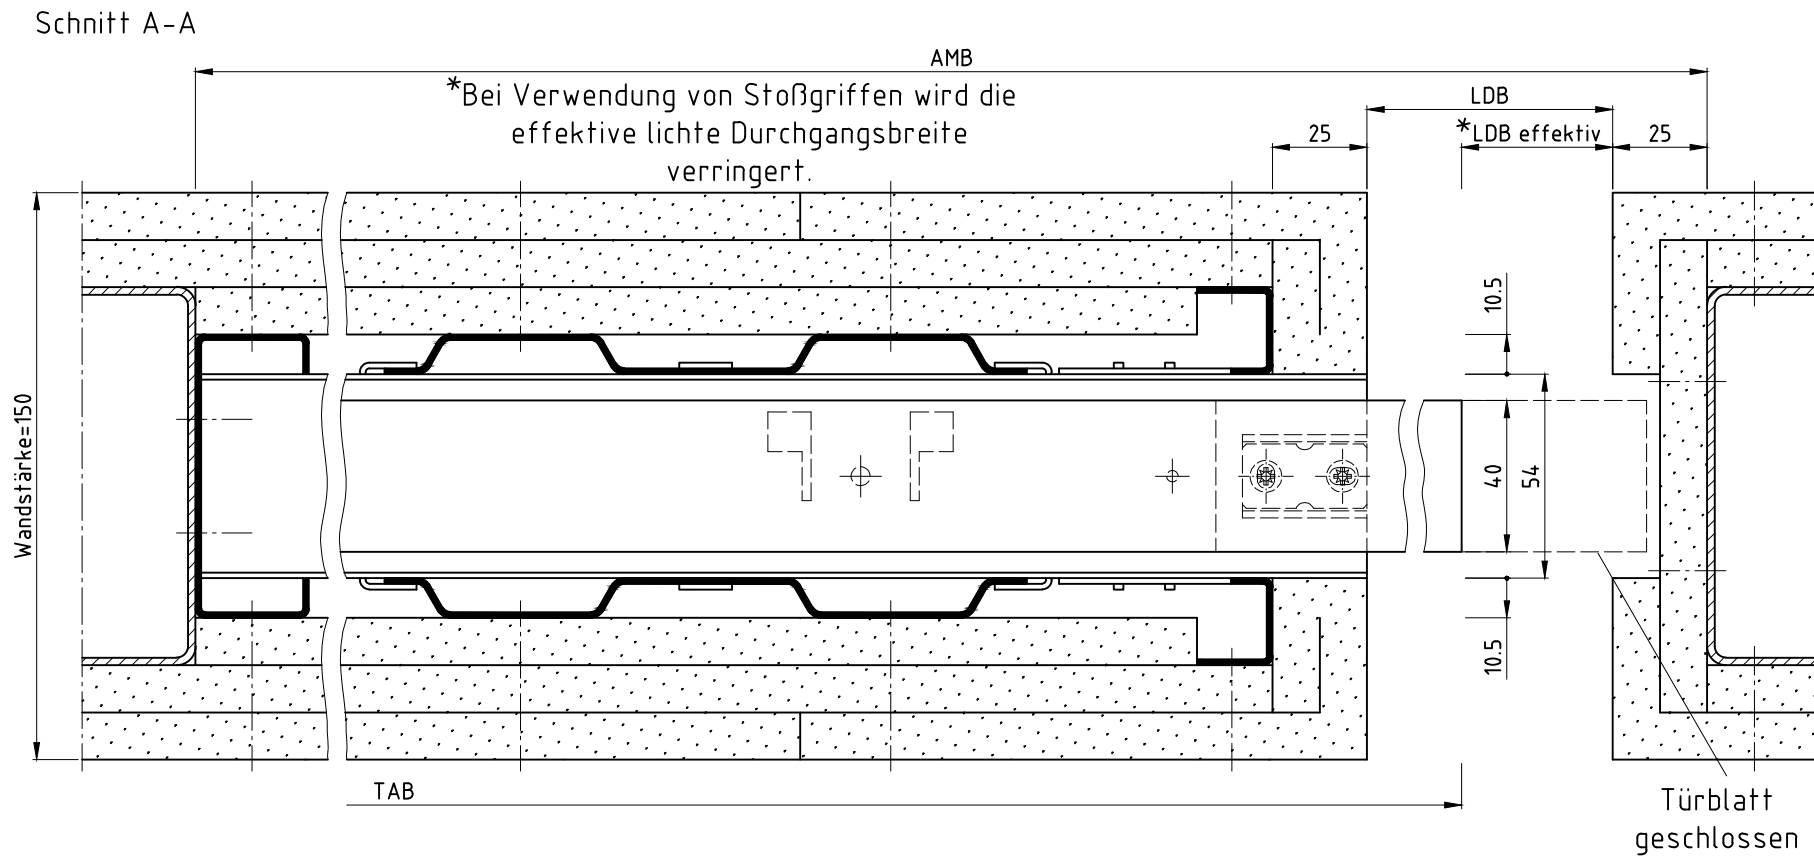 Schnitt A-A
AMB
*Bei Verwendung von Stoßgriffen wird die
effektive lichte Durchgangsbreite
verringert.
LDB
25
*LDB effektiv
25
10.5
Wandstärke=150
40
54
10.5
TAB
Türblatt
geschlossen